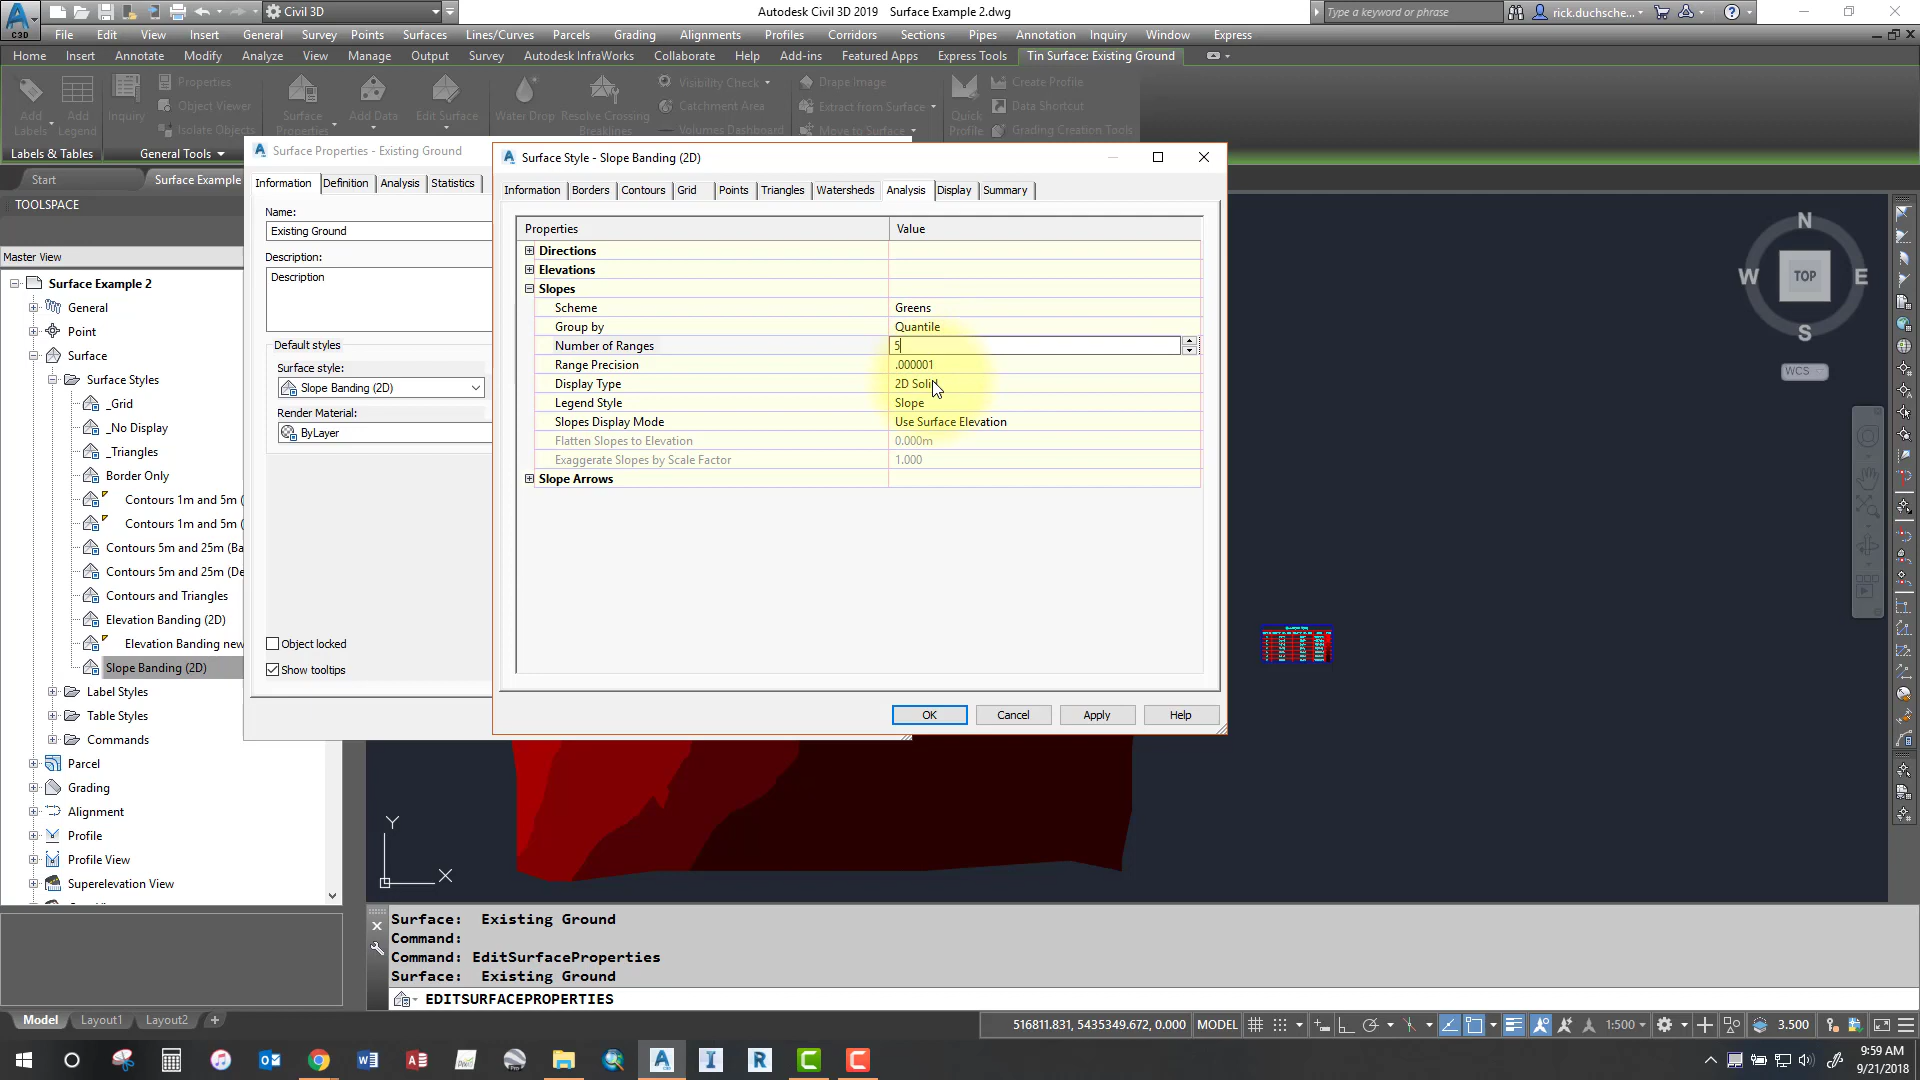 Civil 3D
Autodesk Civil 3D 2019 Surface Example 2.dwg
Type a keyword or phrase
rick.duchsche...
C3D
File Edit View Insert General Survey Points Surfaces Lines/Curves Parcels Grading Alignments Profiles Corridors Sections Pipes Annotation Inquiry Window Express
Home Insert Annotate Modify Analyze View Manage Output Survey Autodesk InfraWorks Collaborate Help Add-ins Featured Apps Express Tools Tin Surface: Existing Ground
Add Labels
Add Legend
Inquiry
Properties
Object Viewer
Isolate Objects
Surface Properties
Add Data
Edit Surface
Water Drop
Resolve Crossing Breaklines
Visibility Check
Catchment Area
Volumes Dashboard
Drape Image
Extract from Surface
Move to Surface
Quick Profile
Create Profile
Data Shortcut
Grading Creation Tools
Labels & Tables
General Tools
Start
Surface Example
TOOLSPACE
Master View
Surface Example 2
General
Point
Surface
Surface Styles
_Grid
_No Display
_Triangles
Border Only
Contours 1m and 5m (
Contours 1m and 5m (
Contours 5m and 25m (Ba
Contours 5m and 25m (De
Contours and Triangles
Elevation Banding (2D)
Elevation Banding new
Slope Banding (2D)
Label Styles
Table Styles
Commands
Parcel
Grading
Alignment
Profile
Profile View
Superelevation View
Surface Properties - Existing Ground
Information Definition Analysis Statistics
Name:
Existing Ground
Description:
Description
Default styles
Surface style:
Slope Banding (2D)
Render Material:
ByLayer
Object locked
Show tooltips
Surface Style - Slope Banding (2D)
Information Borders Contours Grid Points Triangles Watersheds Analysis Display Summary
Properties Value
Directions
Elevations
Slopes
Scheme Greens
Group by Quantile
Number of Ranges 5
Range Precision .000001
Display Type 2D Solid
Legend Style Slope
Slopes Display Mode Use Surface Elevation
Flatten Slopes to Elevation 0.000m
Exaggerate Slopes by Scale Factor 1.000
Slope Arrows
OK Cancel Apply Help
N
W TOP E
S
WCS
Y
X
Surface: Existing Ground
Command:
Command: EditSurfaceProperties
Surface: Existing Ground
EDITSURFACEPROPERTIES
Model Layout1 Layout2
516811.831, 5435349.672, 0.000 MODEL
1:500
3.500
9:59 AM
9/21/2018